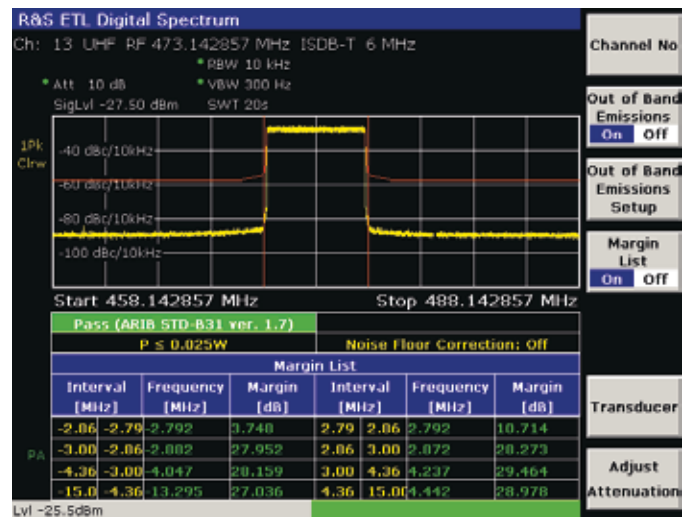 R&S ETL Digital Spectrum
Ch: 13 UHF RF 473.142857 MHz ISDB-T 6 MHz
RBW 10 kHz
Att 10 dB VBW 300 Hz
SigLvl -27.50 dBm SWT 20s
1Pk
Clrw
-40 dBc/10kHz
-60 dBc/10kHz
-80 dBc/10kHz
-100 dBc/10kHz
Start 458.142857 MHz Stop 488.142857 MHz
Pass (ARIB STD-B31 ver. 1.7)
P ≤ 0.025W Noise Floor Correction: Off
Margin List
Interval Frequency Margin Interval Frequency Margin
[MHz] [MHz] [dB] [MHz] [MHz] [dB]
-2.86 -2.79 -2.792 3.748 2.79 2.86 2.792 10.714
-3.00 -2.86 -2.882 27.952 2.86 3.00 2.872 28.273
-4.36 -3.00 -4.047 28.159 3.00 4.36 4.237 29.464
-15.0 -4.36 -13.295 27.036 4.36 15.00 4.442 28.978
PA
Lvl -25.5dBm
Channel No
Out of Band
Emissions
On Off
Out of Band
Emissions
Setup
Margin
List
On Off
Transducer
Adjust
Attenuation